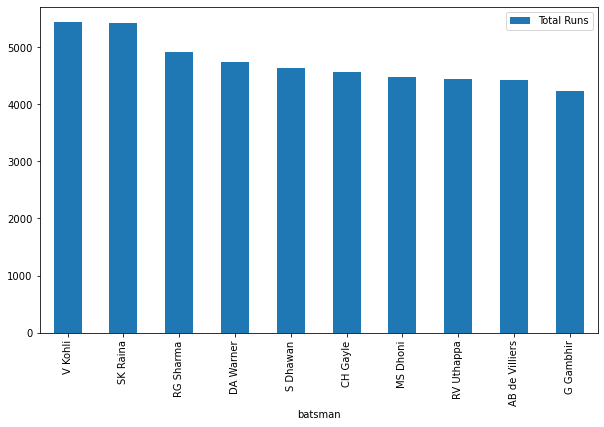 Total Runs
5000
4000
3000
2000
1000
0
V Kohli
SK Raina
RG Sharma
DA Warner
S Dhawan
CH Gayle
MS Dhoni
RV Uthappa
AB de Villiers
G Gambhir
batsman